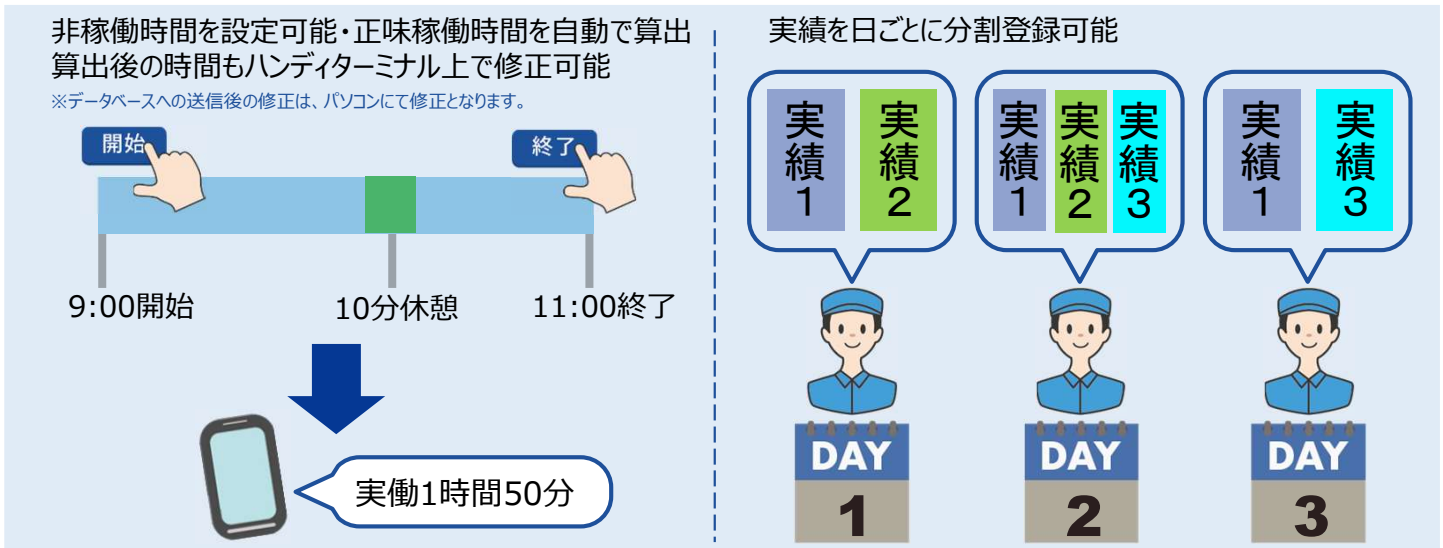 非稼働時間を設定可能・正味稼働時間を自動で算出
算出後の時間もハンディターミナル上で修正可能
※データベースへの送信後の修正は、パソコンにて修正となります。
開始
終了
9:00開始
10分休憩
11:00終了
実働1時間50分
実績を日ごとに分割登録可能
実績1
実績2
実績1
実績2
実績3
実績1
実績3
DAY
1
DAY
2
DAY
3